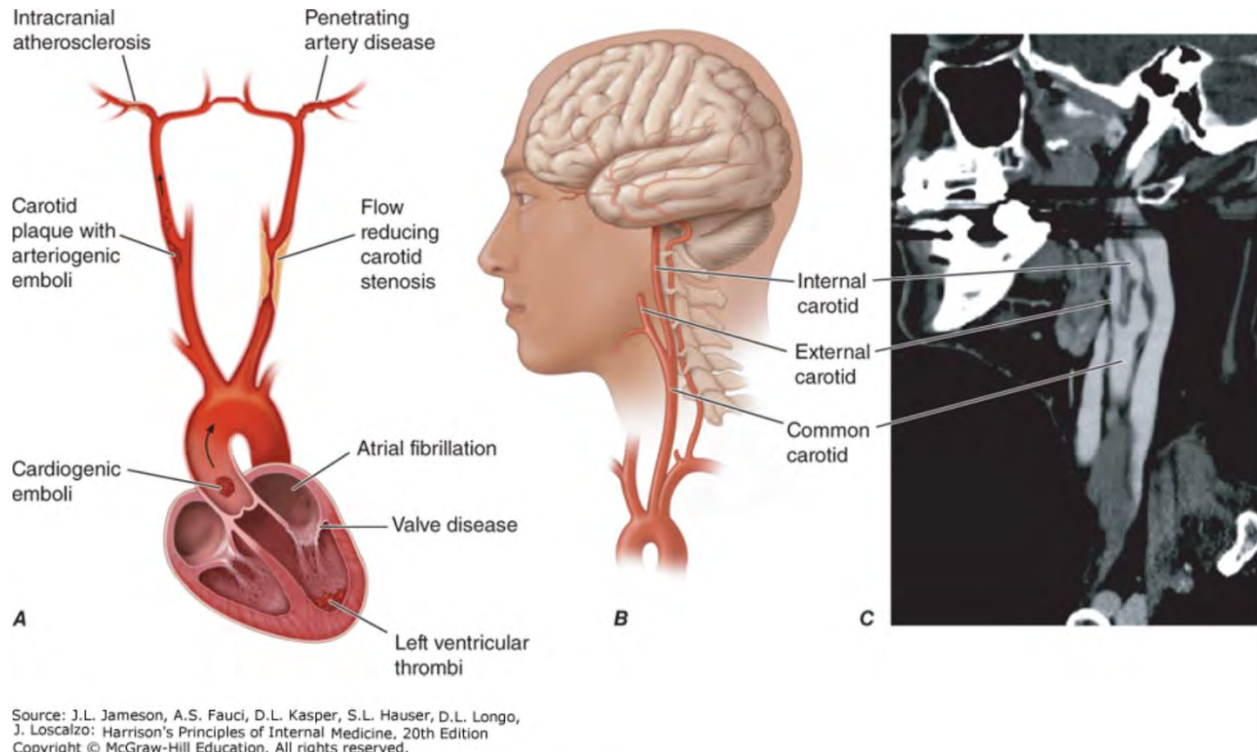 Intracranial
atherosclerosis
Penetrating
artery disease
Carotid
plaque with
arteriogenic
emboli
Flow
reducing
carotid
stenosis
Cardiogenic
emboli
Atrial fibrillation
Valve disease
Left ventricular
thrombi
A
Internal
carotid
External
carotid
Common
carotid
B
C
Source: J.L. Jameson, A.S. Fauci, D.L. Kasper, S.L. Hauser, D.L. Longo,
J. Loscalzo: Harrison's Principles of Internal Medicine, 20th Edition
Copyright © McGraw-Hill Education. All rights reserved.